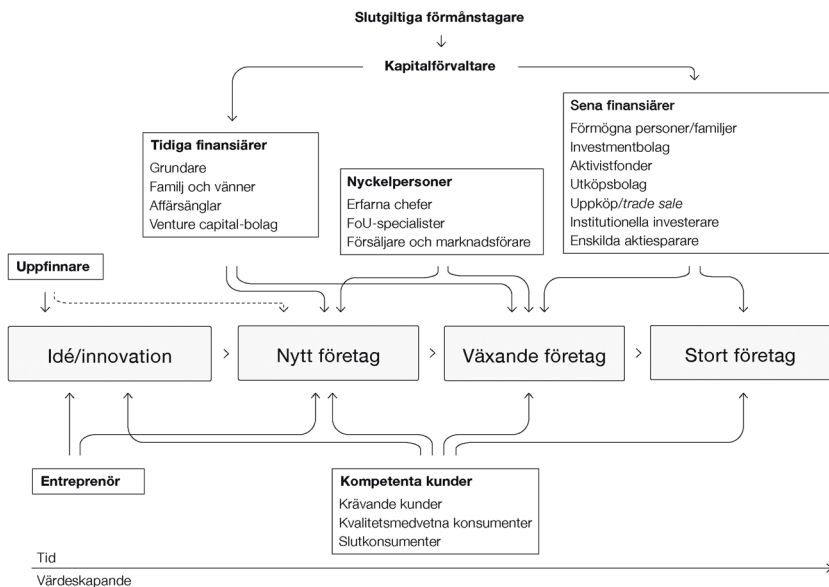 Slutgiltiga förmånstagare
Kapitalförvaltare
Tidiga finansiärer
Grundare
Familj och vänner
Affärsänglar
Venture capital-bolag
Nyckelpersoner
Erfarna chefer
FoU-specialister
Försäljare och marknadsförare
Sena finansiärer
Förmögna personer/familjer
Investmentbolag
Aktivistfonder
Utköpsbolag
Uppköp/trade sale
Institutionella investerare
Enskilda aktiesparare
Uppfinnare
Idé/innovation
Nytt företag
Växande företag
Stort företag
Entreprenör
Kompetenta kunder
Krävande kunder
Kvalitetsmedvetna konsumenter
Slutkonsumenter
Tid
Värdeskapande